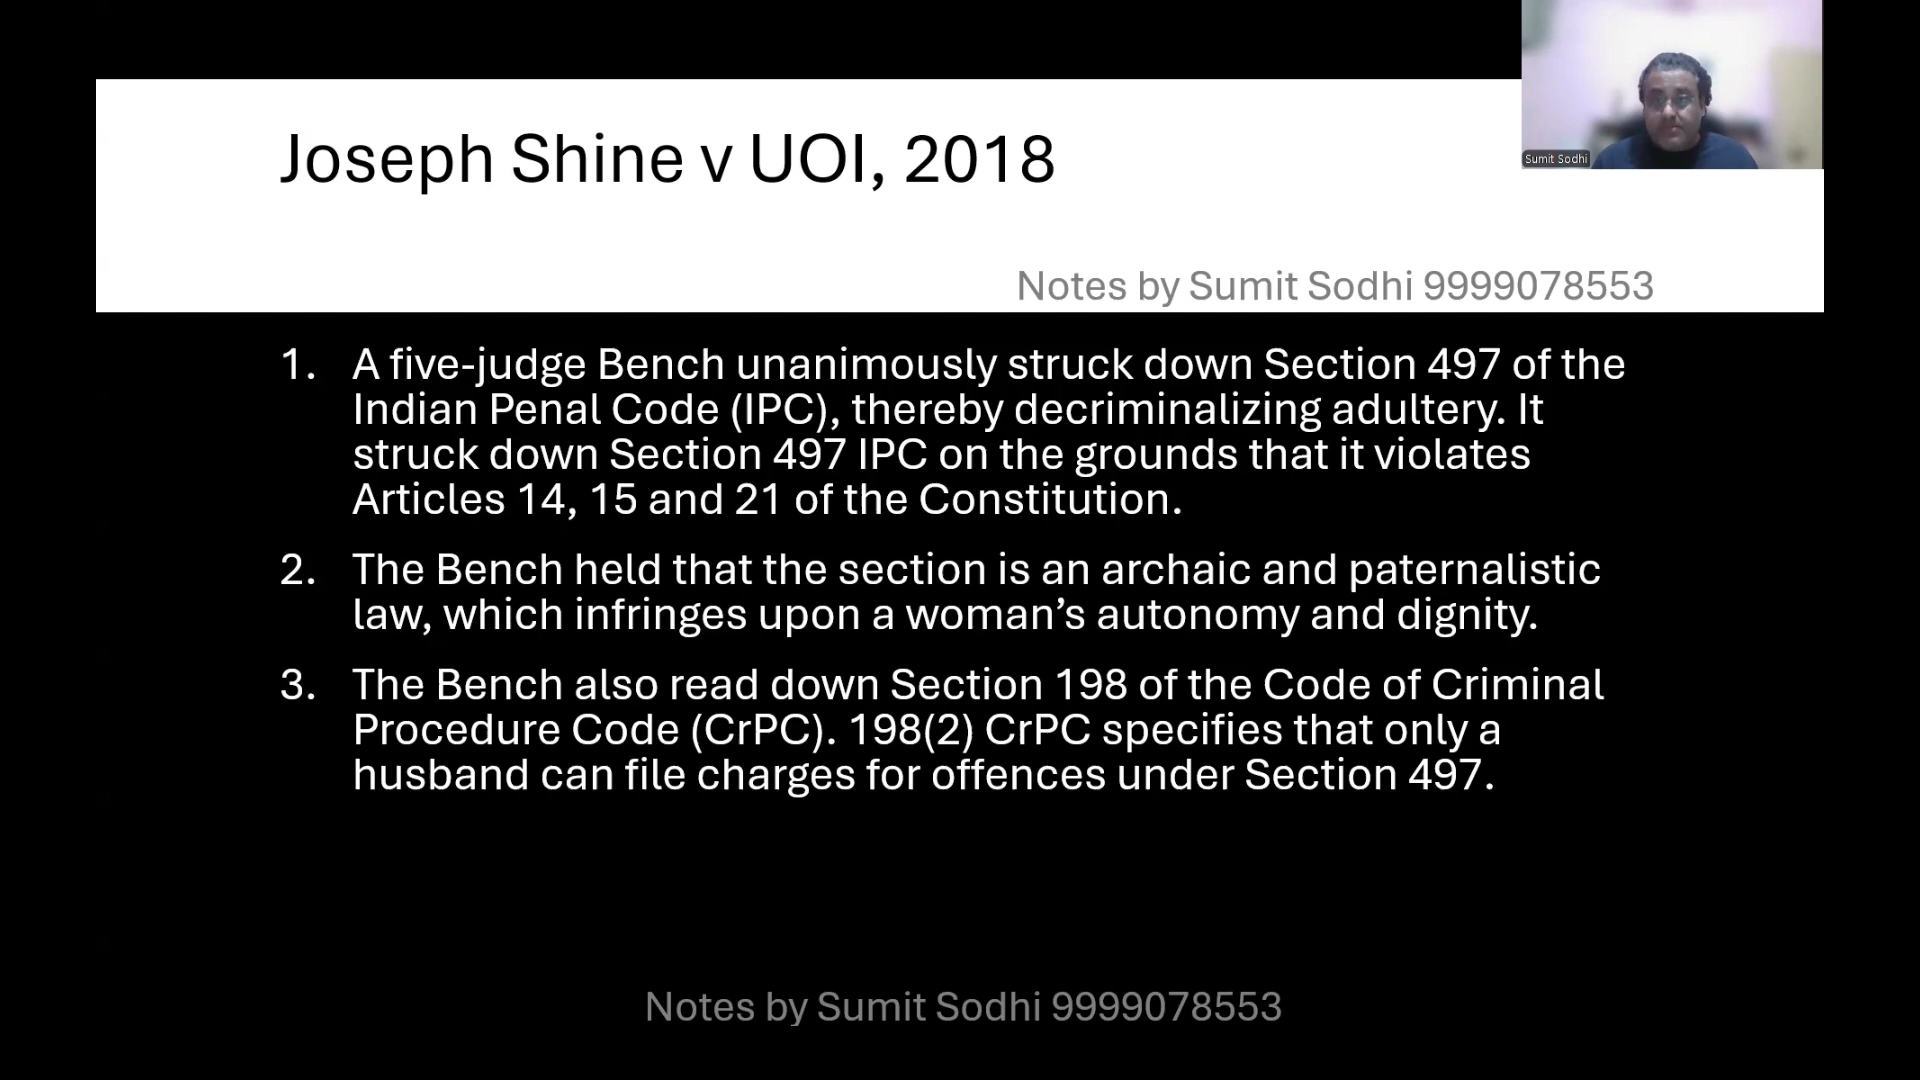 Sumit Sodhi
Joseph Shine v UOI, 2018
Notes by Sumit Sodhi 9999078553
1. A five-judge Bench unanimously struck down Section 497 of the
Indian Penal Code (IPC), thereby decriminalizing adultery. It
struck down Section 497 IPC on the grounds that it violates
Articles 14, 15 and 21 of the Constitution.
2. The Bench held that the section is an archaic and paternalistic
law, which infringes upon a woman’s autonomy and dignity.
3. The Bench also read down Section 198 of the Code of Criminal
Procedure Code (CrPC). 198(2) CrPC specifies that only a
husband can file charges for offences under Section 497.
Notes by Sumit Sodhi 9999078553